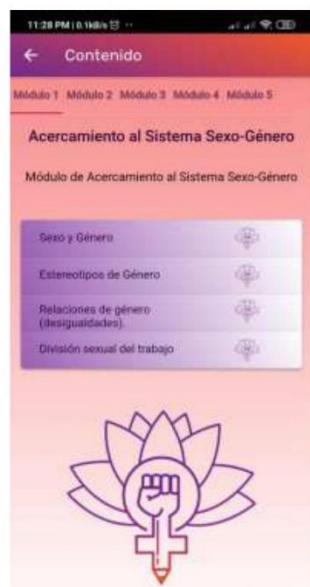 11:28 PM | 0.1kB/s
Contenido
Módulo 1 Módulo 2 Módulo 3 Módulo 4 Módulo 5
Acercamiento al Sistema Sexo-Género
Módulo de Acercamiento al Sistema Sexo-Género
Sexo y Género
Estereotipos de Género
Relaciones de género
(desigualdades).
División sexual del trabajo